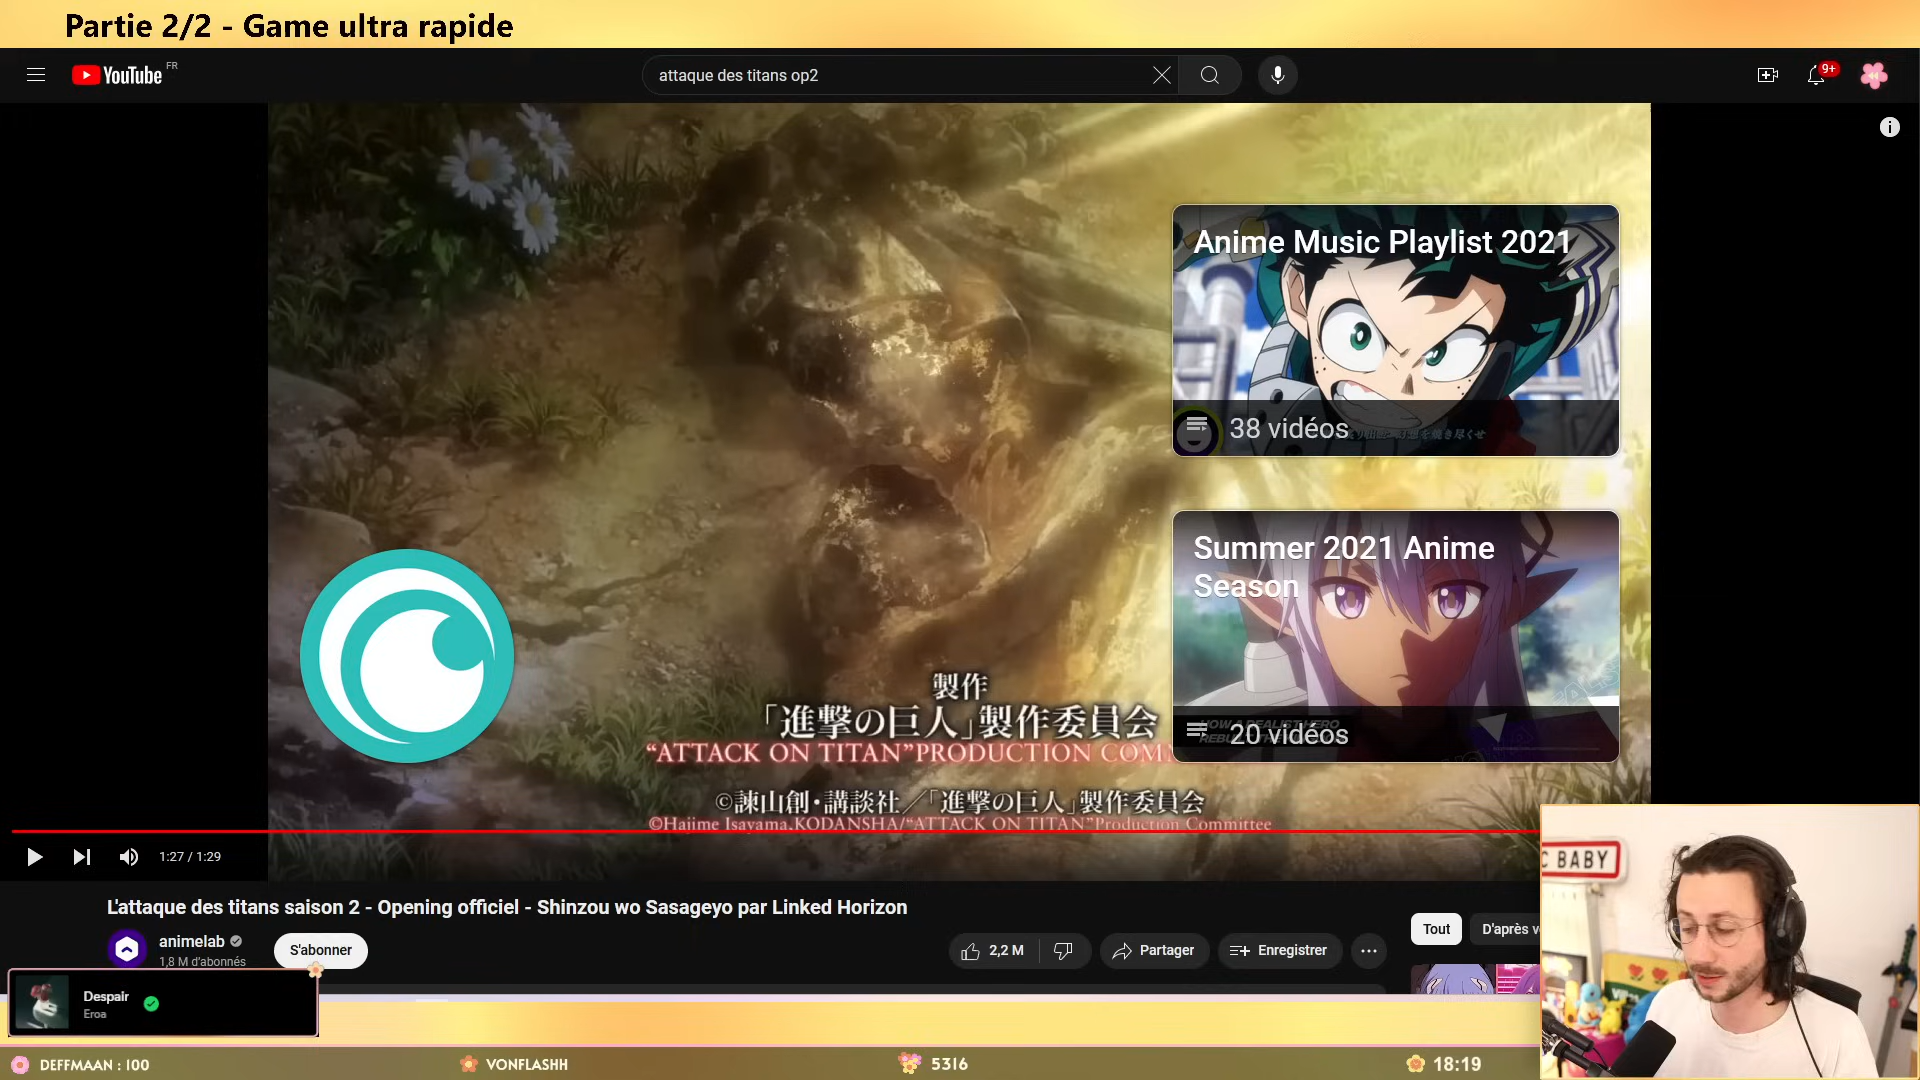 Partie 2/2 - Game ultra rapide
YouTube FR
attaque des titans op2
9+
Anime Music Playlist 2021
38 vidéos
Summer 2021 Anime
Season
20 vidéos
製作
「進撃の巨人」製作委員会
“ATTACK ON TITAN”PRODUCTION COM
©諫山創・講談社／「進撃の巨人」製作委員会
©Hajime Isayama,KODANSHA/“ATTACK ON TITAN”Production Committee
1:27 / 1:29
C BABY
L'attaque des titans saison 2 - Opening officiel - Shinzou wo Sasageyo par Linked Horizon
animelab
1,8 M d'abonnés
S'abonner
2,2 M
Partager
Enregistrer
Tout
D'après v
Despair
Eroa
DEFFMAAN : 100
VONFLASHH
5316
18:19